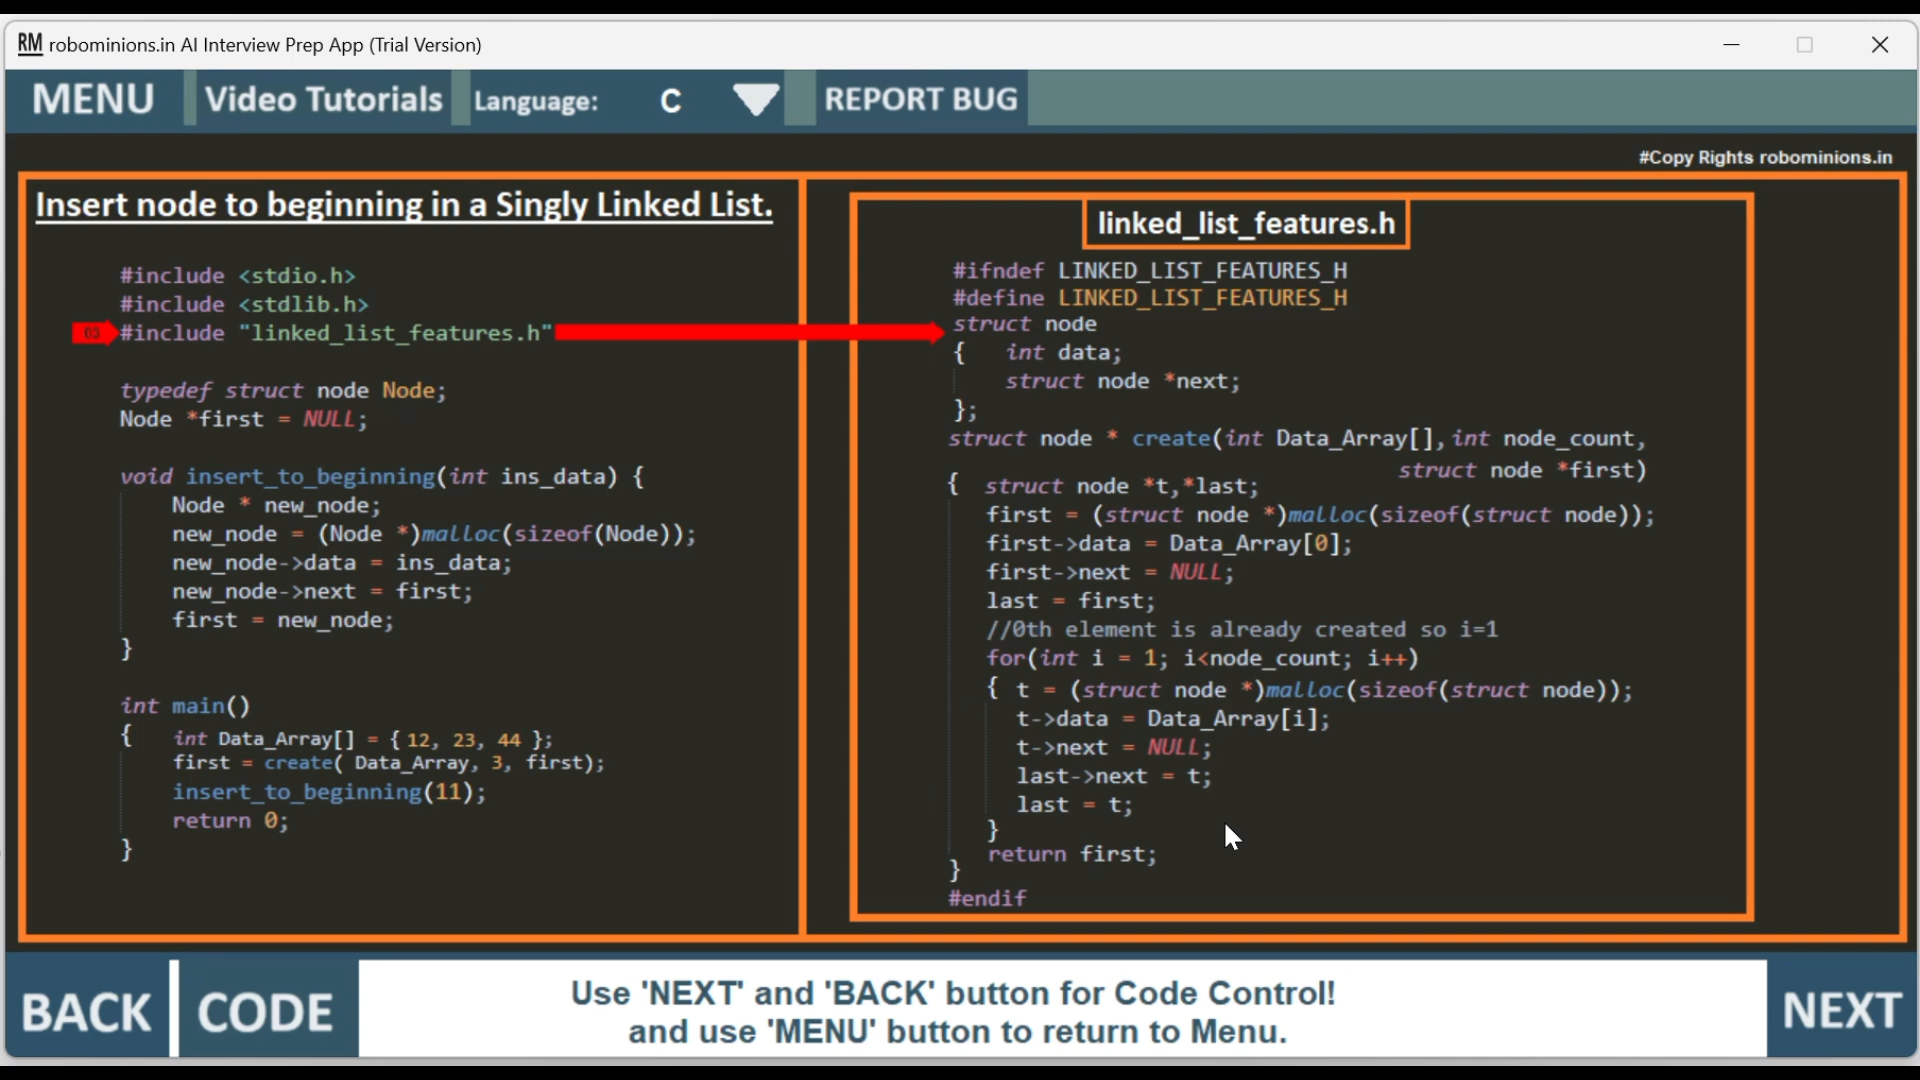 RM robominions.in AI Interview Prep App (Trial Version)
MENU Video Tutorials Language: C REPORT BUG
#Copy Rights robominions.in
Insert node to beginning in a Singly Linked List.
#include <stdio.h>
#include <stdlib.h>
03 #include "linked_list_features.h"
typedef struct node Node;
Node *first = NULL;
void insert_to_beginning(int ins_data) {
Node * new_node;
new_node = (Node *)malloc(sizeof(Node));
new_node->data = ins_data;
new_node->next = first;
first = new_node;
}
int main()
{ int Data_Array[] = { 12, 23, 44 };
first = create( Data_Array, 3, first);
insert_to_beginning(11);
return 0;
}
linked_list_features.h
#ifndef LINKED_LIST_FEATURES_H
#define LINKED_LIST_FEATURES_H
struct node
{ int data;
struct node *next;
};
struct node * create(int Data_Array[],int node_count,
struct node *first)
{ struct node *t,*last;
first = (struct node *)malloc(sizeof(struct node));
first->data = Data_Array[0];
first->next = NULL;
last = first;
//0th element is already created so i=1
for(int i = 1; i<node_count; i++)
{ t = (struct node *)malloc(sizeof(struct node));
t->data = Data_Array[i];
t->next = NULL;
last->next = t;
last = t;
}
return first;
}
#endif
BACK CODE
Use 'NEXT' and 'BACK' button for Code Control!
and use 'MENU' button to return to Menu.
NEXT